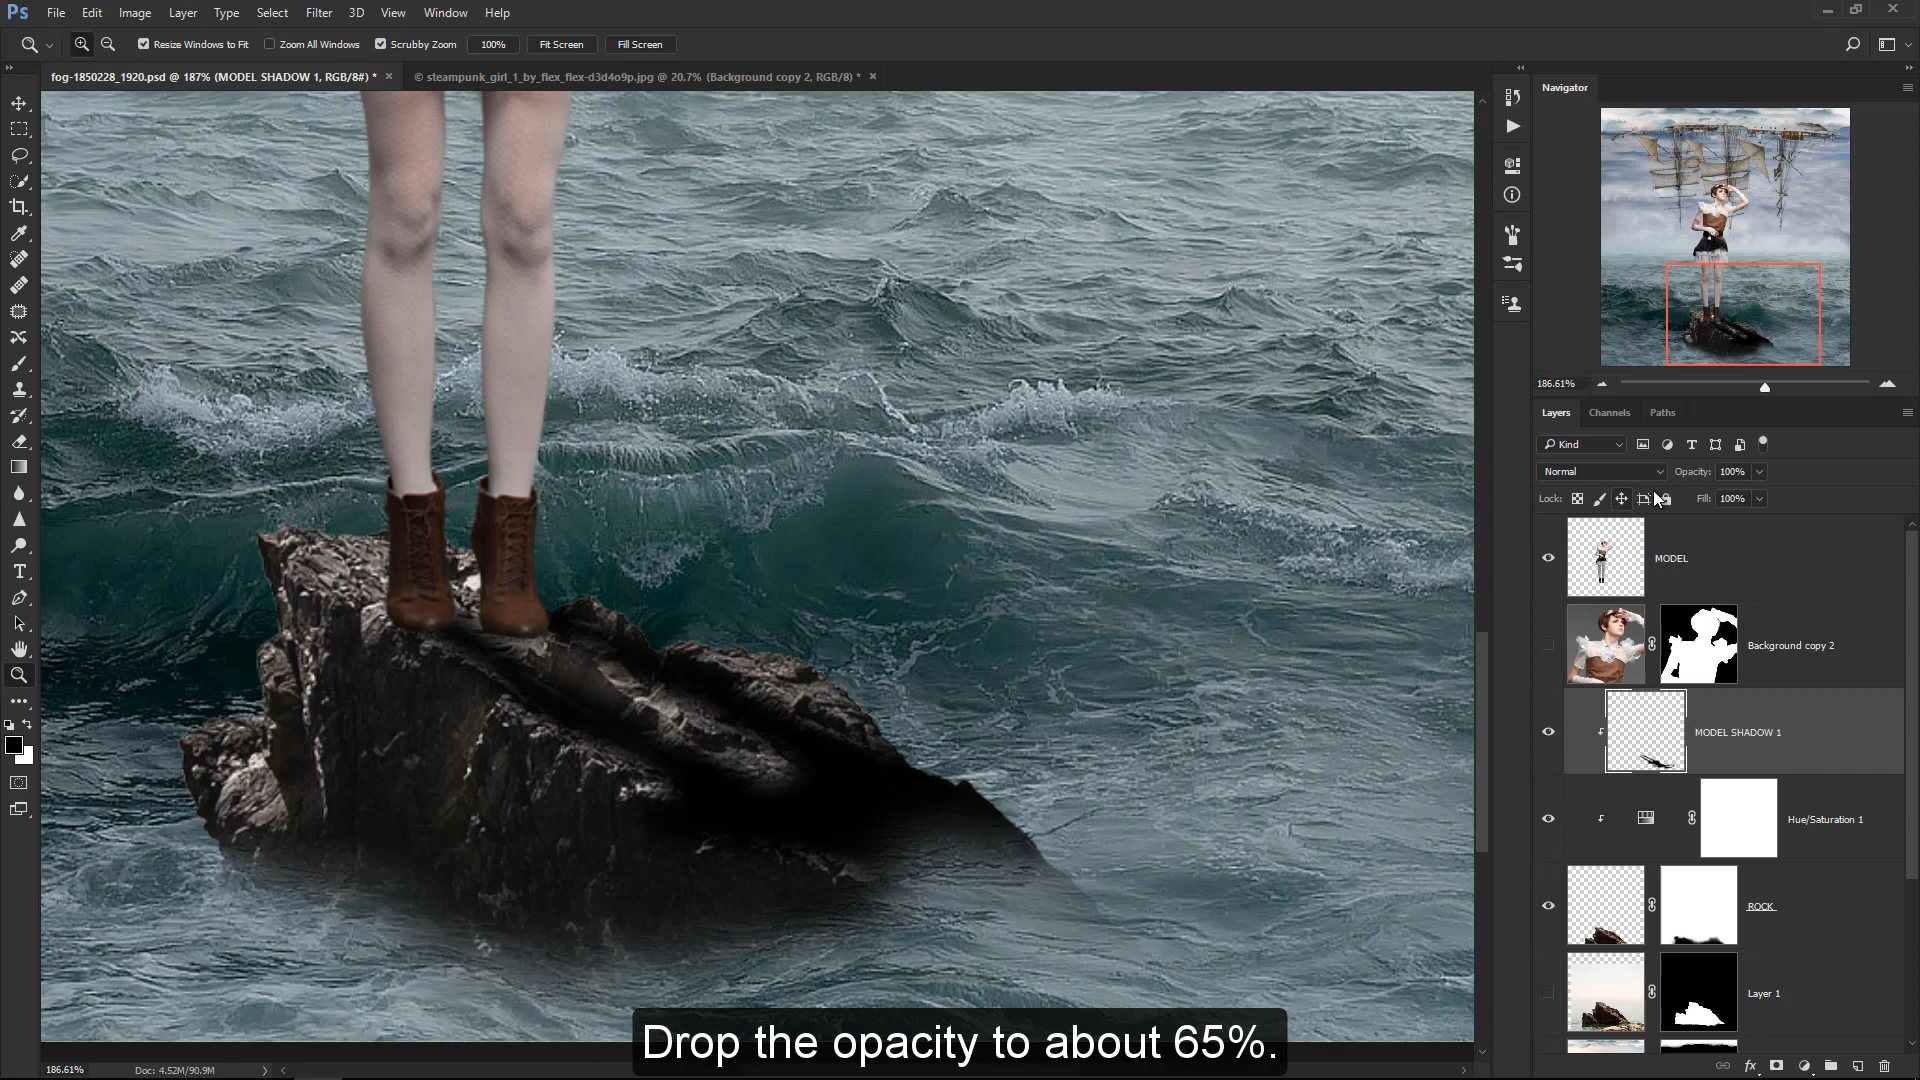 Ps File Edit Image Layer Type Select Filter 3D View Window Help
Resize Windows to Fit Zoom All Windows Scrubby Zoom 100% Fit Screen Fill Screen
fog-1850228_1920.psd @ 187% (MODEL SHADOW 1, RGB/8#) * × © steampunk_girl_1_by_flex_flex-d3d4o9p.jpg @ 20.7% (Background copy 2, RGB/8) * ×
Navigator
186.61%
Layers Channels Paths
Kind
Normal Opacity: 100%
Lock: Fill: 100%
MODEL
Background copy 2
MODEL SHADOW 1
Hue/Saturation 1
ROCK
Layer 1
Drop the opacity to about 65%.
186.61% Doc: 4.52M/90.9M
fx